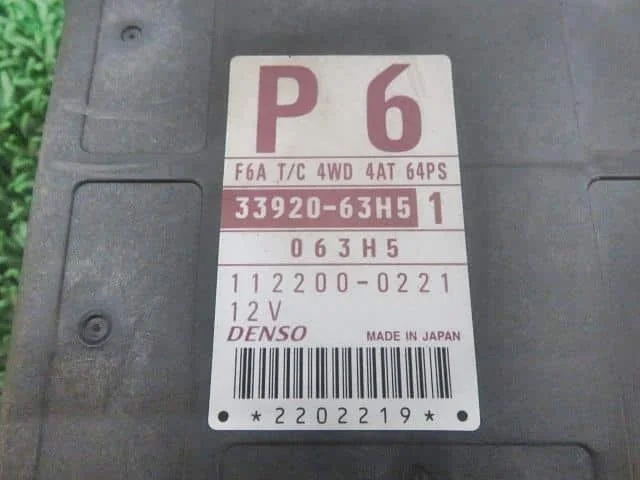 P 6
F6A T/C 4WD 4AT 64PS
33920-63H5 1
063H5
112200-0221
12V
DENSO MADE IN JAPAN
*2202219*